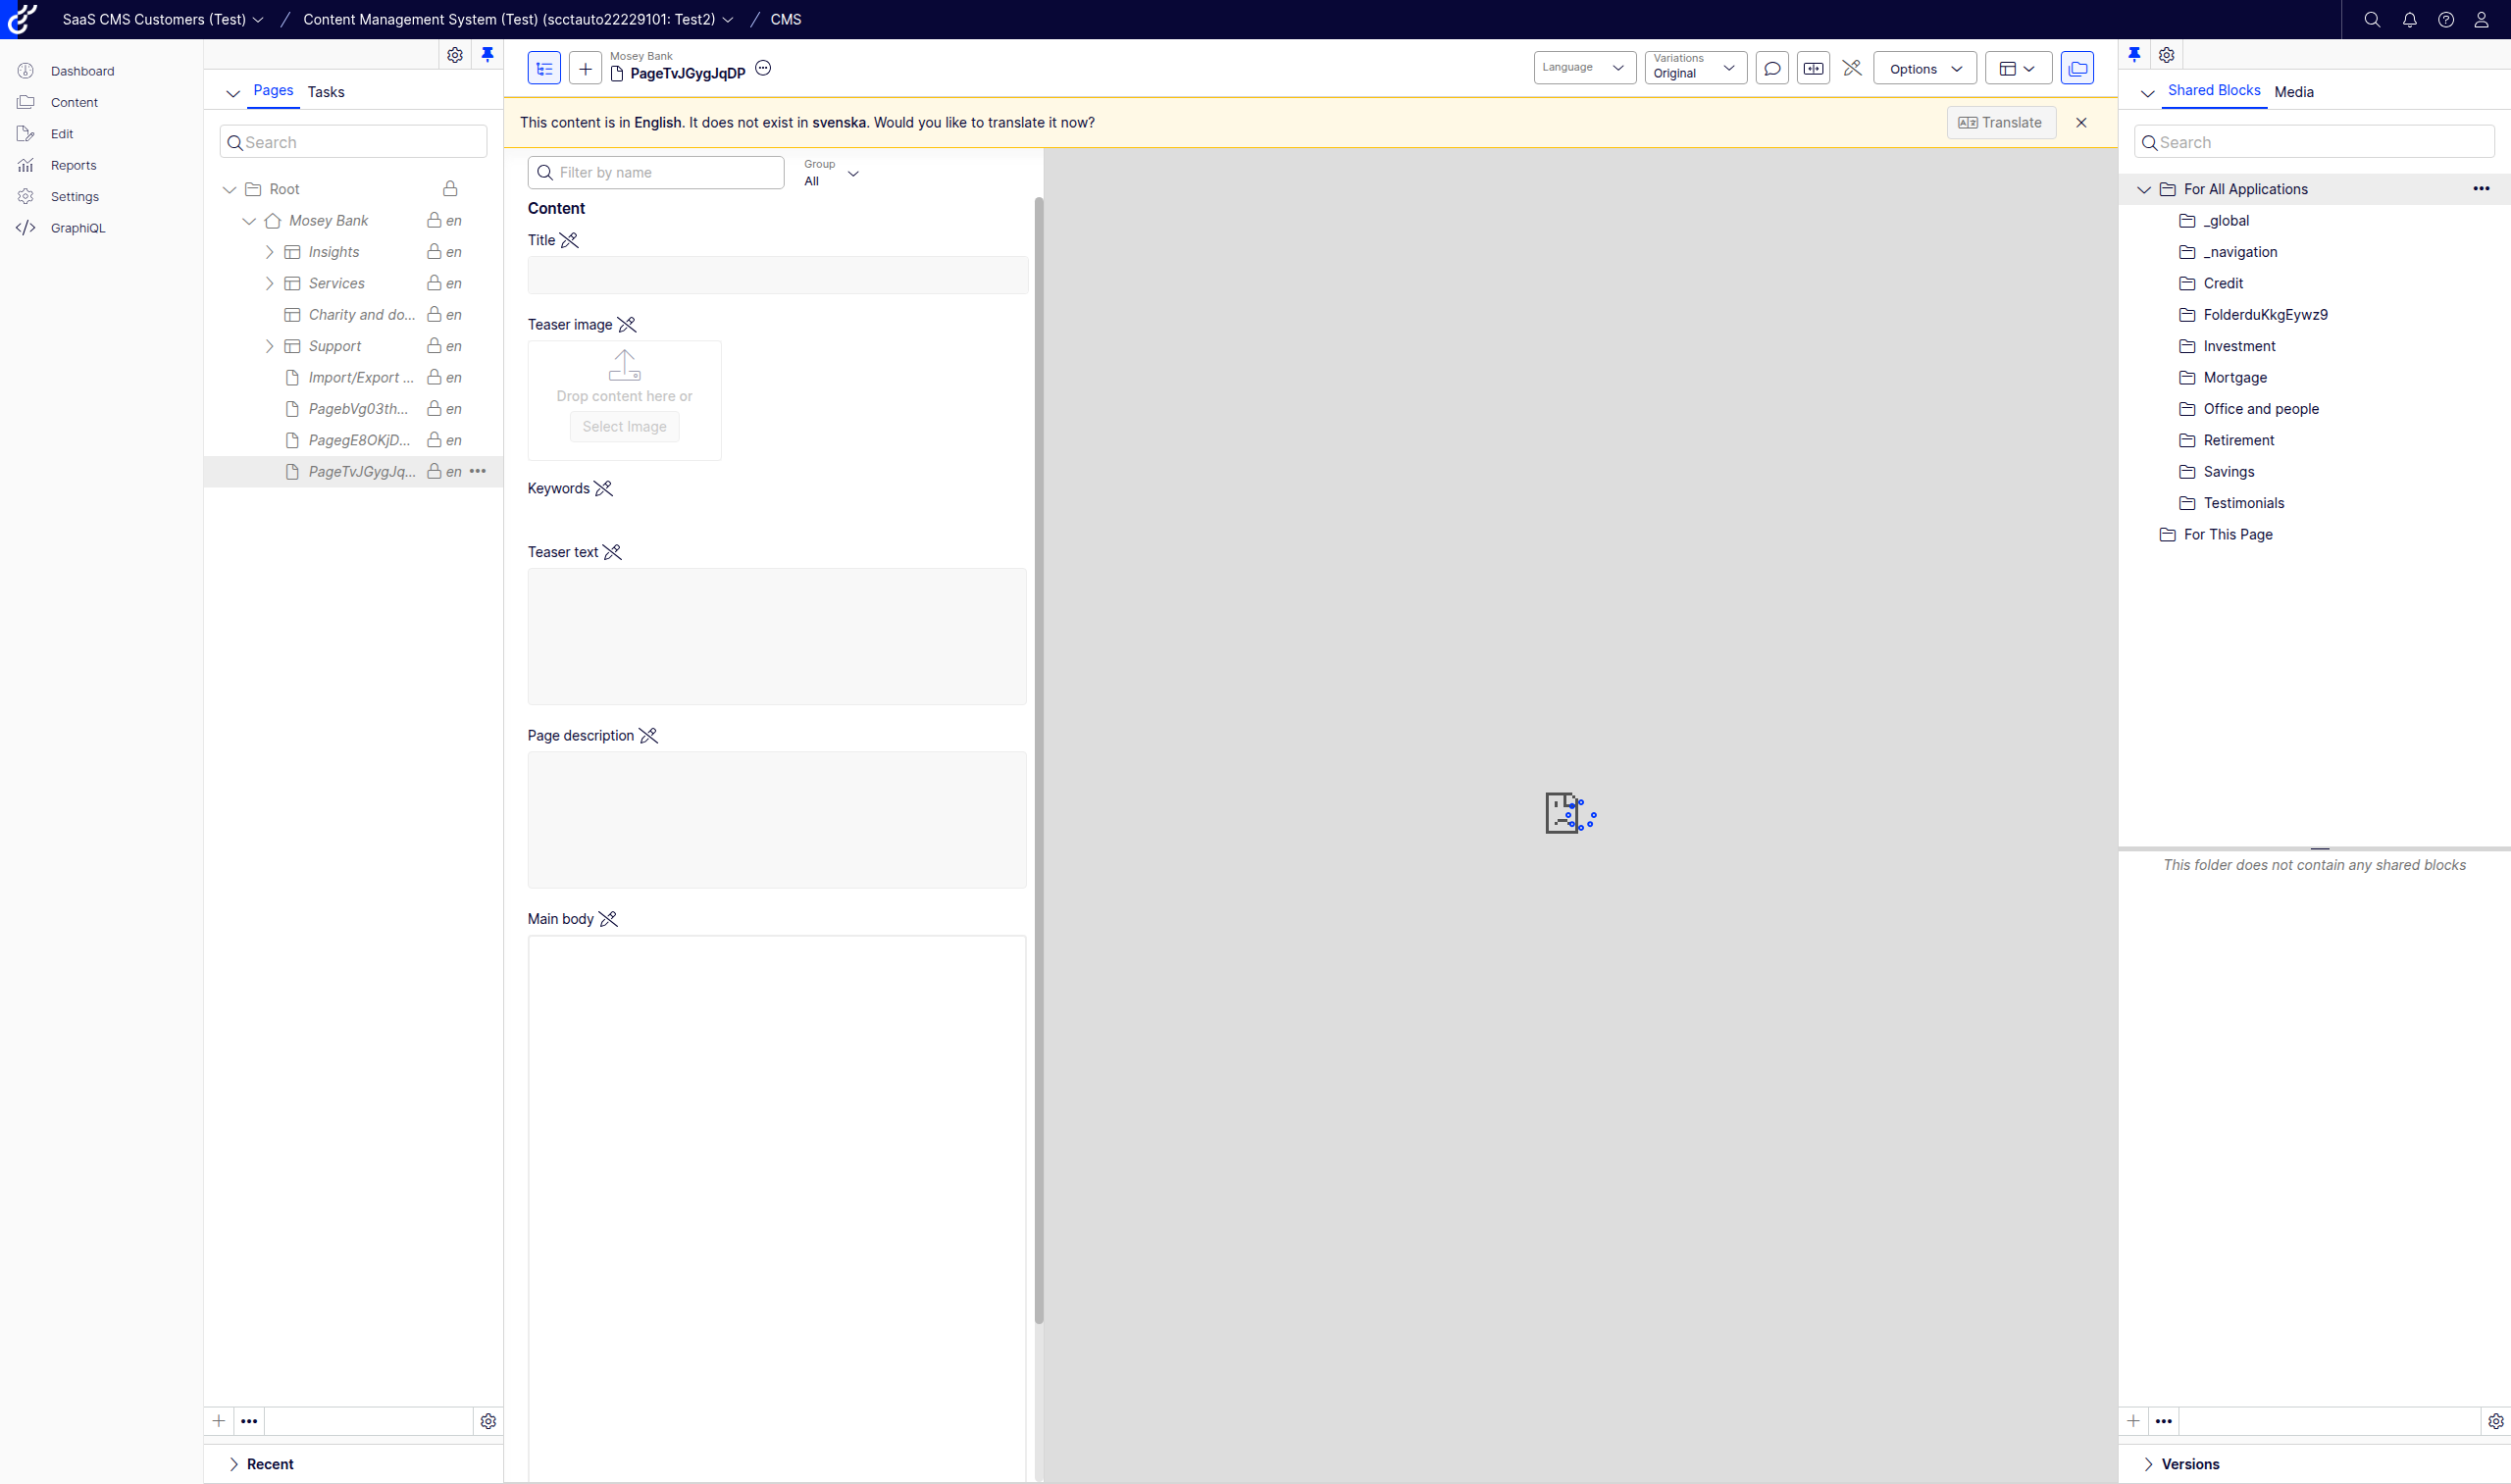 SaaS CMS Customers (Test) / Content Management System (Test) (scctauto22229101: Test2) / CMS
Dashboard
Content
Edit
Reports
Settings
GraphiQL
Pages Tasks
Search
Root
Mosey Bank en
Insights en
Services en
Charity and do... en
Support en
Import/Export ... en
PagebVg03th... en
PagegE8OKjD... en
PageTvJGygJq... en
Recent
Mosey Bank
PageTvJGygJqDP
Language
Variations
Original
Options
This content is in English. It does not exist in svenska. Would you like to translate it now?
Translate
Filter by name
Group
All
Content
Title
Teaser image
Drop content here or
Select Image
Keywords
Teaser text
Page description
Main body
Shared Blocks Media
Search
For All Applications
_global
_navigation
Credit
FolderduKkgEywz9
Investment
Mortgage
Office and people
Retirement
Savings
Testimonials
For This Page
This folder does not contain any shared blocks
Versions